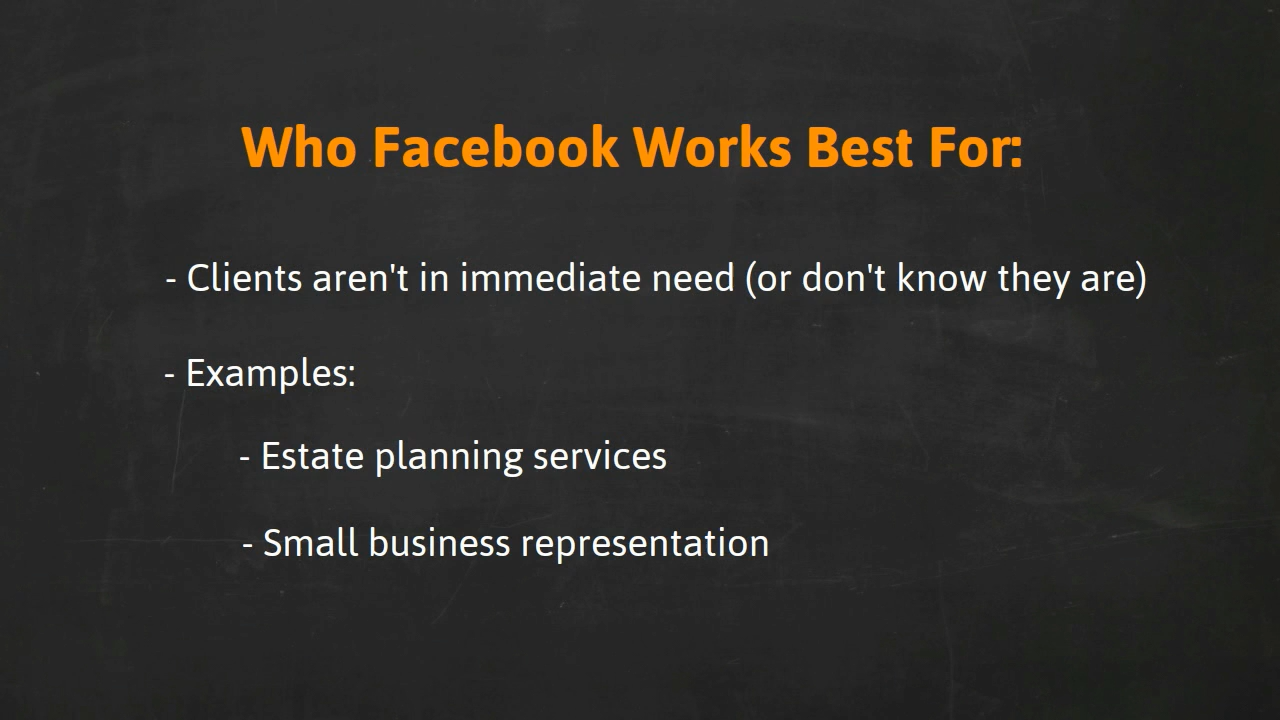 Who Facebook Works Best For:
- Clients aren't in immediate need (or don't know they are)
- Examples:
- Estate planning services
- Small business representation